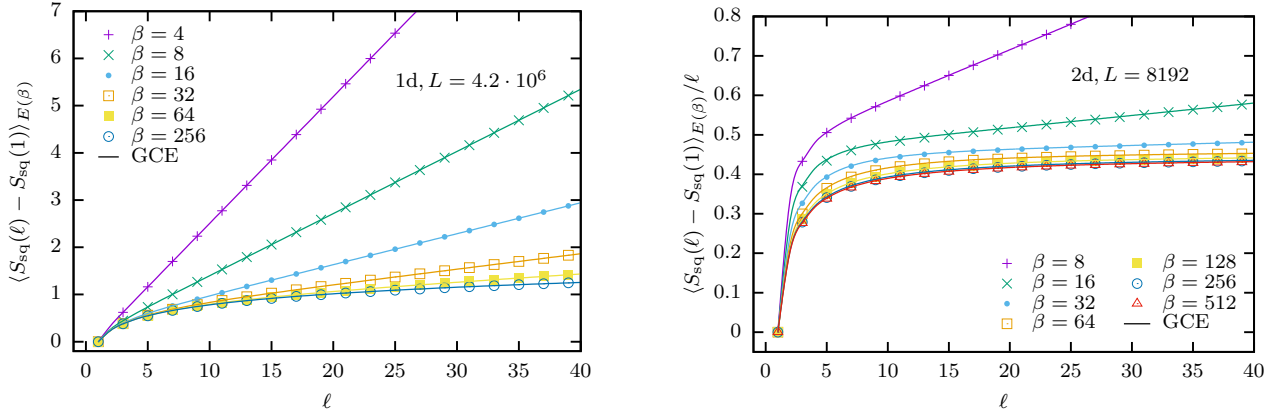 7
6
5
4
3
2
1
0
⟨S_sq(ℓ) − S_sq(1)⟩_E(β)
β = 4
β = 8
β = 16
β = 32
β = 64
β = 256
GCE
1d, L = 4.2 · 10^6
0 5 10 15 20 25 30 35 40
ℓ
0.8
0.7
0.6
0.5
0.4
0.3
0.2
0.1
0
⟨S_sq(ℓ) − S_sq(1)⟩_E(β)/ℓ
2d, L = 8192
β = 8
β = 16
β = 32
β = 64
β = 128
β = 256
β = 512
GCE
0 5 10 15 20 25 30 35 40
ℓ